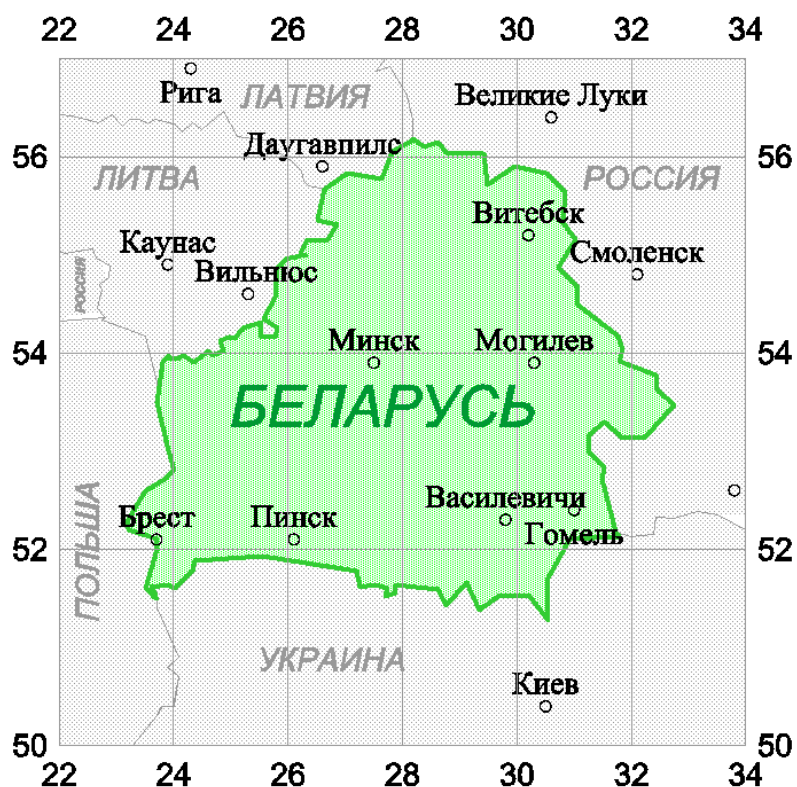 22 24 26 28 30 32 34
Рига
ЛАТВИЯ
Великие Луки
Даугавпилс
56 56
ЛИТВА
РОССИЯ
Витебск
Каунас
Смоленск
Вильнюс
РОССИЯ
Минск
Могилев
54 54
БЕЛАРУСЬ
ПОЛЬША
Василевичи
Брест
Пинск
Гомель
52 52
УКРАИНА
Киев
50 50
22 24 26 28 30 32 34